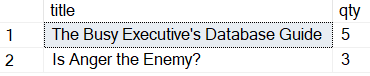 title qty
1 The Busy Executive's Database Guide 5
2 Is Anger the Enemy? 3